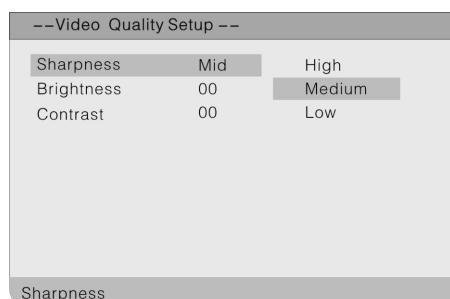 --Video Quality Setup --
Sharpness Mid High
Brightness 00 Medium
Contrast 00 Low
Sharpness